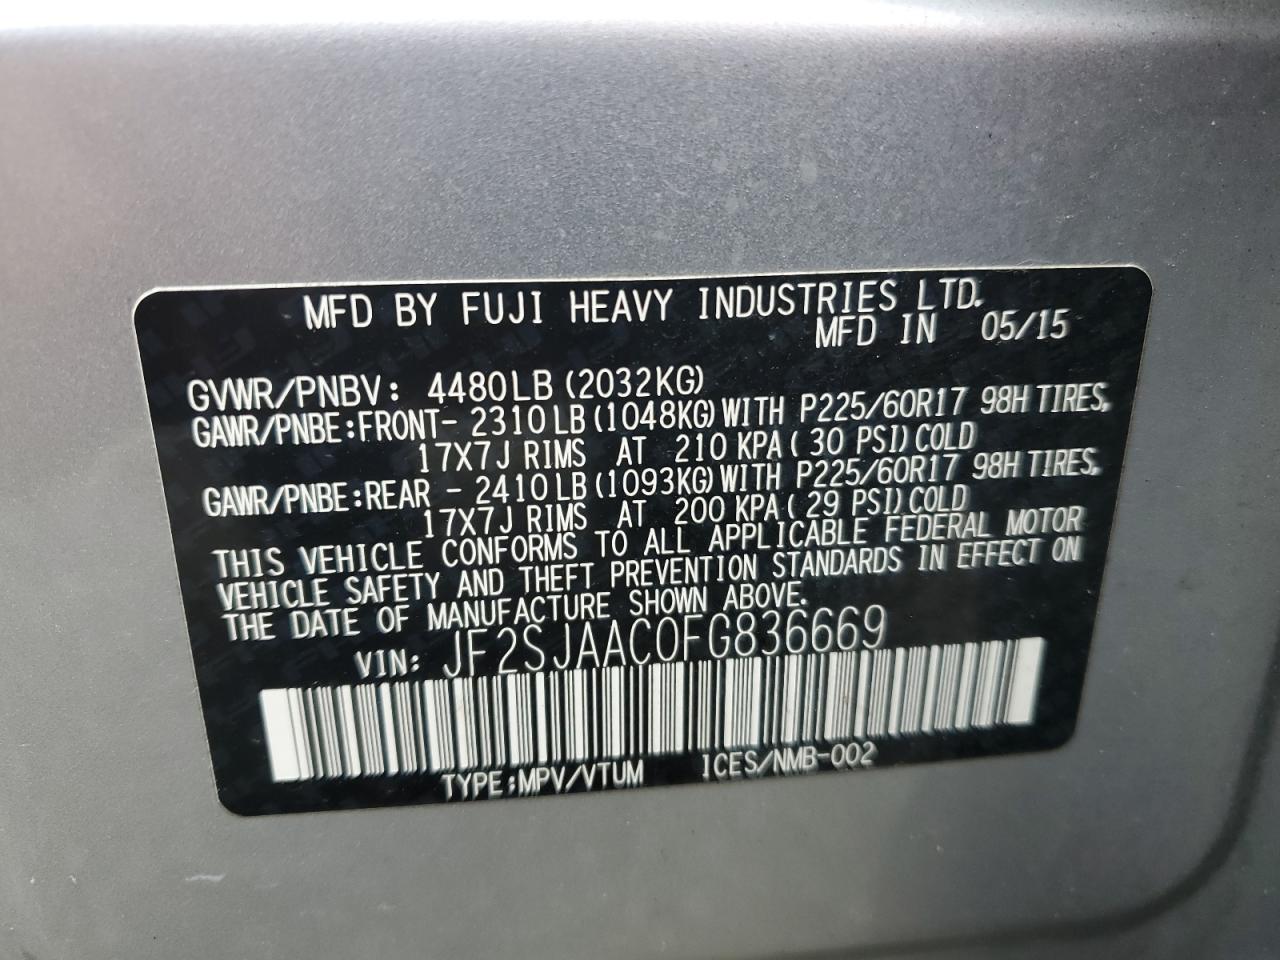 MFD BY FUJI HEAVY INDUSTRIES LTD.
MFD IN 05/15
GVWR/PNBV: 4480LB (2032KG)
GAWR/PNBE:FRONT- 2310LB (1048KG) WITH P225/60R17 98H TIRES,
17X7J RIMS AT 210 KPA ( 30 PSI) COLD
GAWR/PNBE:REAR - 2410LB (1093KG) WITH P225/60R17 98H TIRES,
17X7J RIMS AT 200 KPA ( 29 PSI) COLD
THIS VEHICLE CONFORMS TO ALL APPLICABLE FEDERAL MOTOR
VEHICLE SAFETY AND THEFT PREVENTION STANDARDS IN EFFECT ON
THE DATE OF MANUFACTURE SHOWN ABOVE.
VIN: JF2SJAAC0FG836669
TYPE:MPV/VTUM ICES/NMB-002